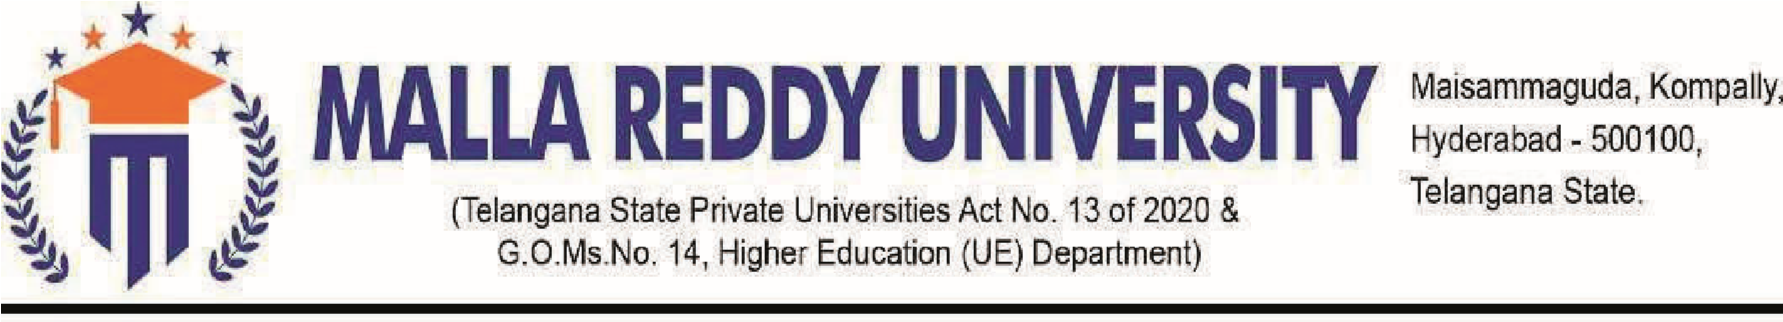 MALLA REDDY UNIVERSITY
(Telangana State Private Universities Act No. 13 of 2020 &
G.O.Ms.No. 14, Higher Education (UE) Department)
Maisammaguda, Kompally,
Hyderabad - 500100,
Telangana State.